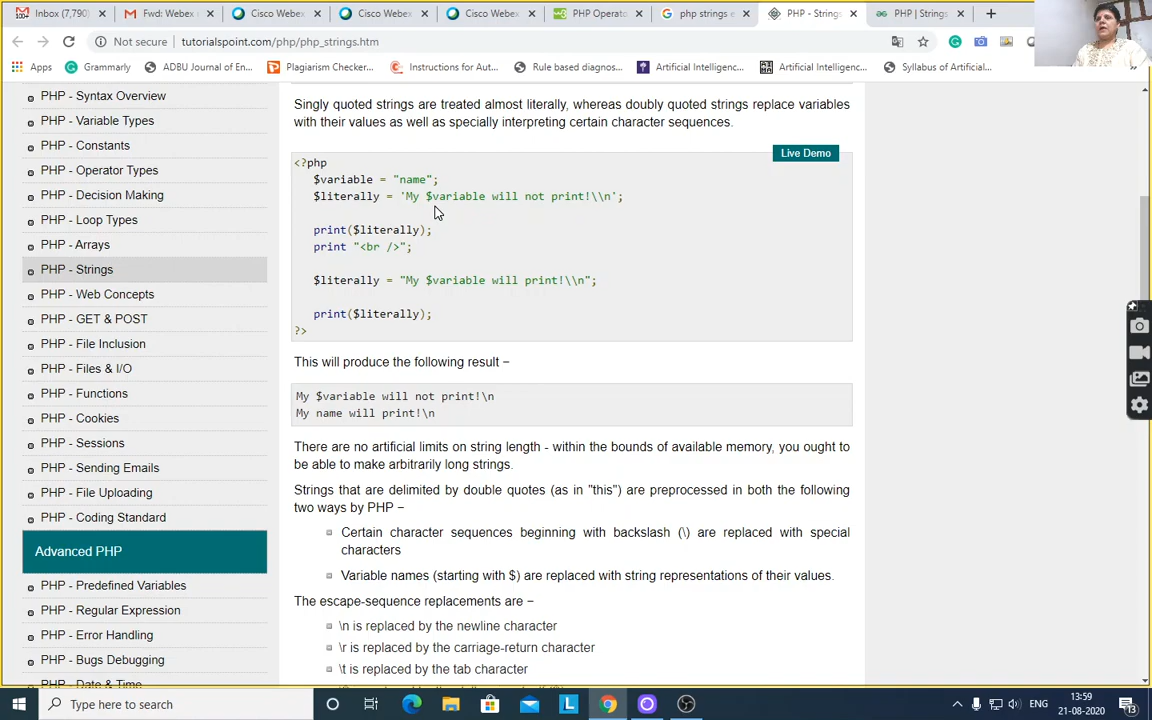 Inbox (7,790)
Fwd: Webex
Cisco Webex
Cisco Webex
Cisco Webex
PHP Operato
php strings e
PHP - Strings
PHP | Strings
Not secure
tutorialspoint.com/php/php_strings.htm
Apps
Grammarly
ADBU Journal of En...
Plagiarism Checker...
Instructions for Aut...
Rule based diagnos...
Artificial Intelligenc...
Artificial Intelligenc...
Syllabus of Artificial...
PHP - Syntax Overview
PHP - Variable Types
PHP - Constants
PHP - Operator Types
PHP - Decision Making
PHP - Loop Types
PHP - Arrays
PHP - Strings
PHP - Web Concepts
PHP - GET & POST
PHP - File Inclusion
PHP - Files & I/O
PHP - Functions
PHP - Cookies
PHP - Sessions
PHP - Sending Emails
PHP - File Uploading
PHP - Coding Standard
Advanced PHP
PHP - Predefined Variables
PHP - Regular Expression
PHP - Error Handling
PHP - Bugs Debugging
PHP - Date & Time
Singly quoted strings are treated almost literally, whereas doubly quoted strings replace variables
with their values as well as specially interpreting certain character sequences.
Live Demo
<?php
$variable = "name";
$literally = 'My $variable will not print!\\n';
print($literally);
print "<br />";
$literally = "My $variable will print!\\n";
print($literally);
?>
This will produce the following result −
My $variable will not print!\n
My name will print!\n
There are no artificial limits on string length - within the bounds of available memory, you ought to
be able to make arbitrarily long strings.
Strings that are delimited by double quotes (as in "this") are preprocessed in both the following
two ways by PHP −
Certain character sequences beginning with backslash (\) are replaced with special
characters
Variable names (starting with $) are replaced with string representations of their values.
The escape-sequence replacements are −
\n is replaced by the newline character
\r is replaced by the carriage-return character
\t is replaced by the tab character
Type here to search
ENG
13:59
21-08-2020
13